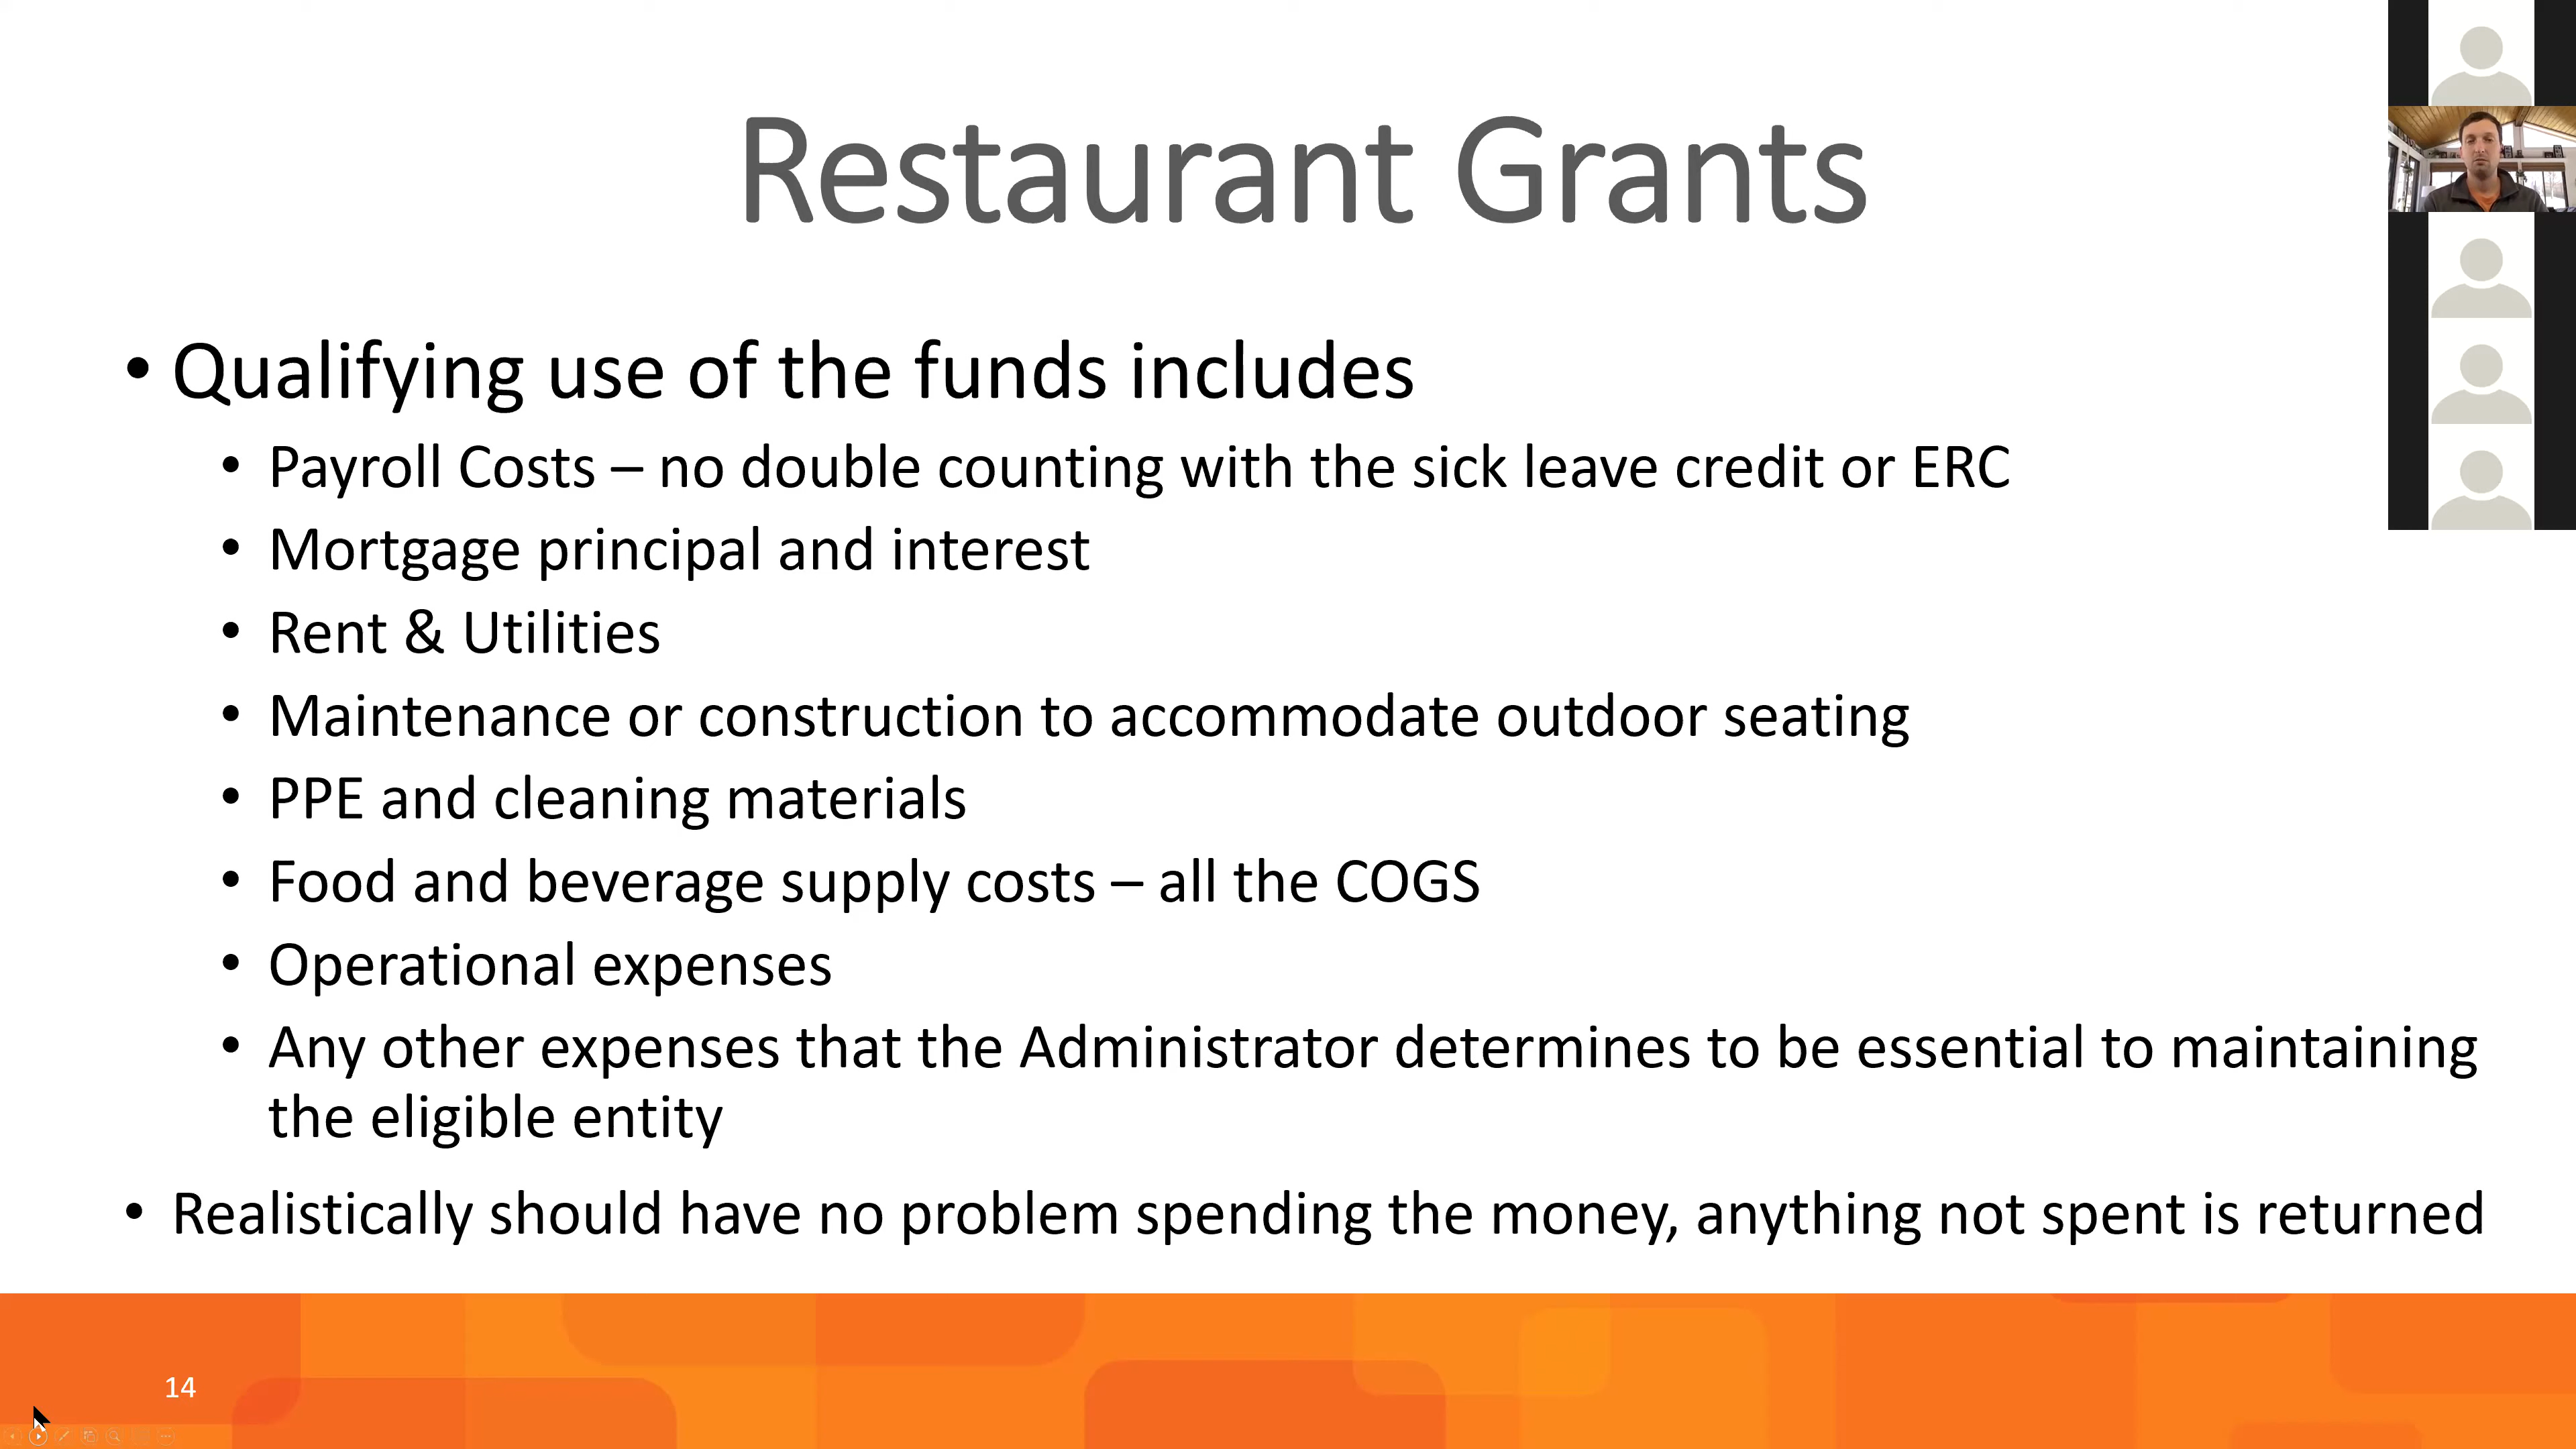 Restaurant Grants
• Qualifying use of the funds includes
• Payroll Costs – no double counting with the sick leave credit or ERC
• Mortgage principal and interest
• Rent & Utilities
• Maintenance or construction to accommodate outdoor seating
• PPE and cleaning materials
• Food and beverage supply costs – all the COGS
• Operational expenses
• Any other expenses that the Administrator determines to be essential to maintaining
the eligible entity
• Realistically should have no problem spending the money, anything not spent is returned
14